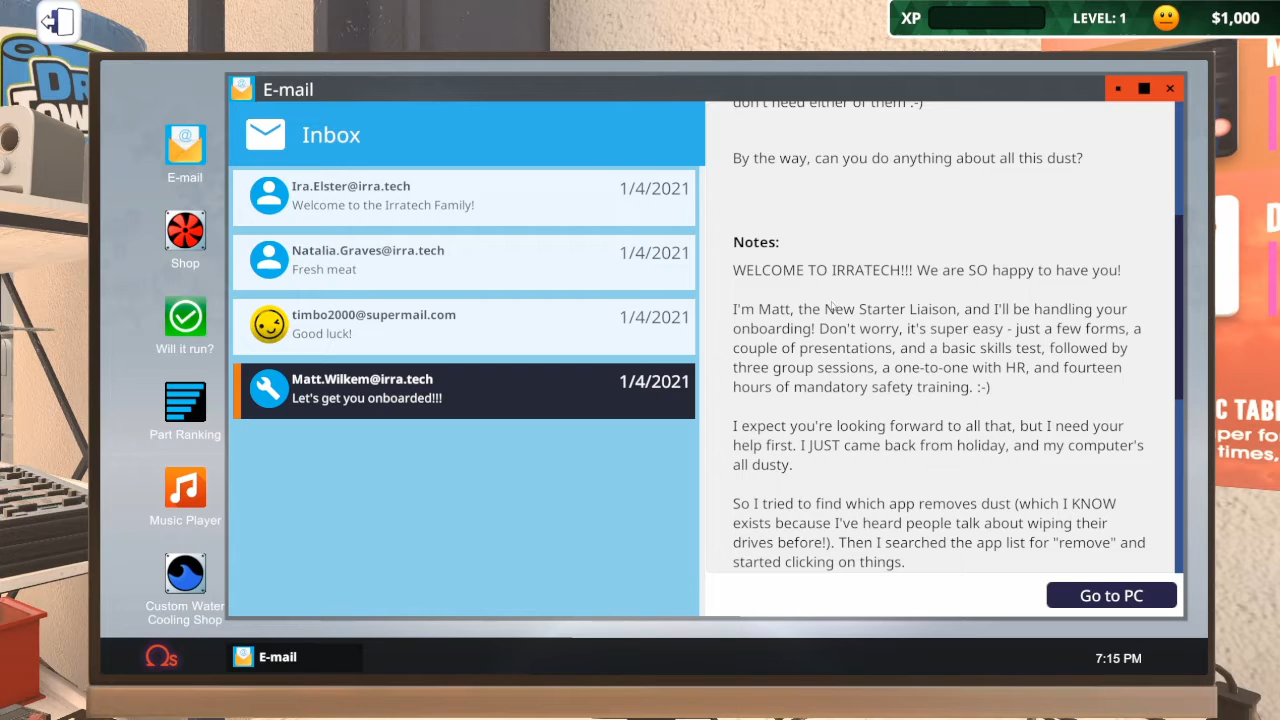 XP
LEVEL: 1
$1,000
E-mail
Inbox
Ira.Elster@irra.tech
1/4/2021
Welcome to the Irratech Family!
Natalia.Graves@irra.tech
1/4/2021
Fresh meat
timbo2000@supermail.com
1/4/2021
Good luck!
Matt.Wilkem@irra.tech
1/4/2021
Let's get you onboarded!!!
don't need either of them :-)
By the way, can you do anything about all this dust?
Notes:
WELCOME TO IRRATECH!!! We are SO happy to have you!
I'm Matt, the New Starter Liaison, and I'll be handling your
onboarding! Don't worry, it's super easy - just a few forms, a
couple of presentations, and a basic skills test, followed by
three group sessions, a one-to-one with HR, and fourteen
hours of mandatory safety training. :-)
I expect you're looking forward to all that, but I need your
help first. I JUST came back from holiday, and my computer's
all dusty.
So I tried to find which app removes dust (which I KNOW
exists because I've heard people talk about wiping their
drives before!). Then I searched the app list for "remove" and
started clicking on things.
Go to PC
E-mail
Shop
Will it run?
Part Ranking
Music Player
Custom Water
Cooling Shop
Ωs
E-mail
7:15 PM
C TABL
per fo
times,